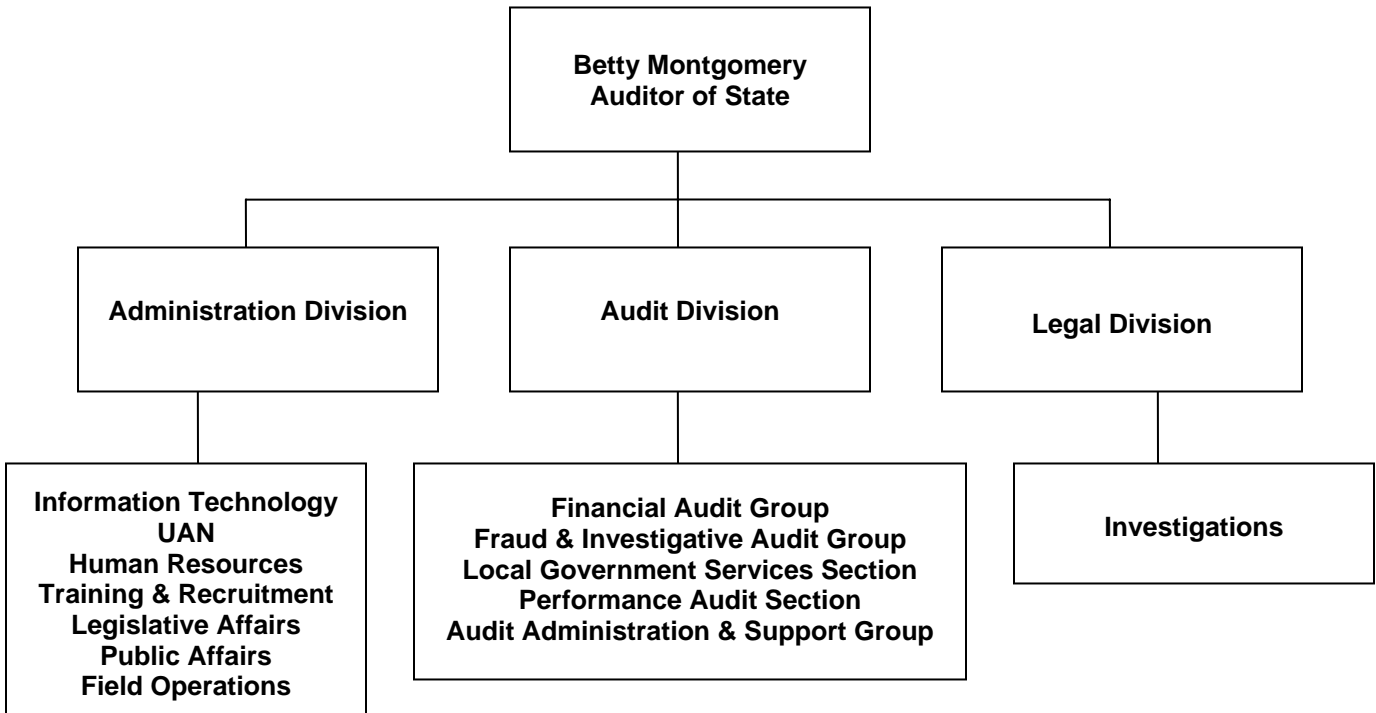 Betty Montgomery
Auditor of State
Administration Division
Audit Division
Legal Division
Information Technology
UAN
Human Resources
Training & Recruitment
Legislative Affairs
Public Affairs
Field Operations
Financial Audit Group
Fraud & Investigative Audit Group
Local Government Services Section
Performance Audit Section
Audit Administration & Support Group
Investigations